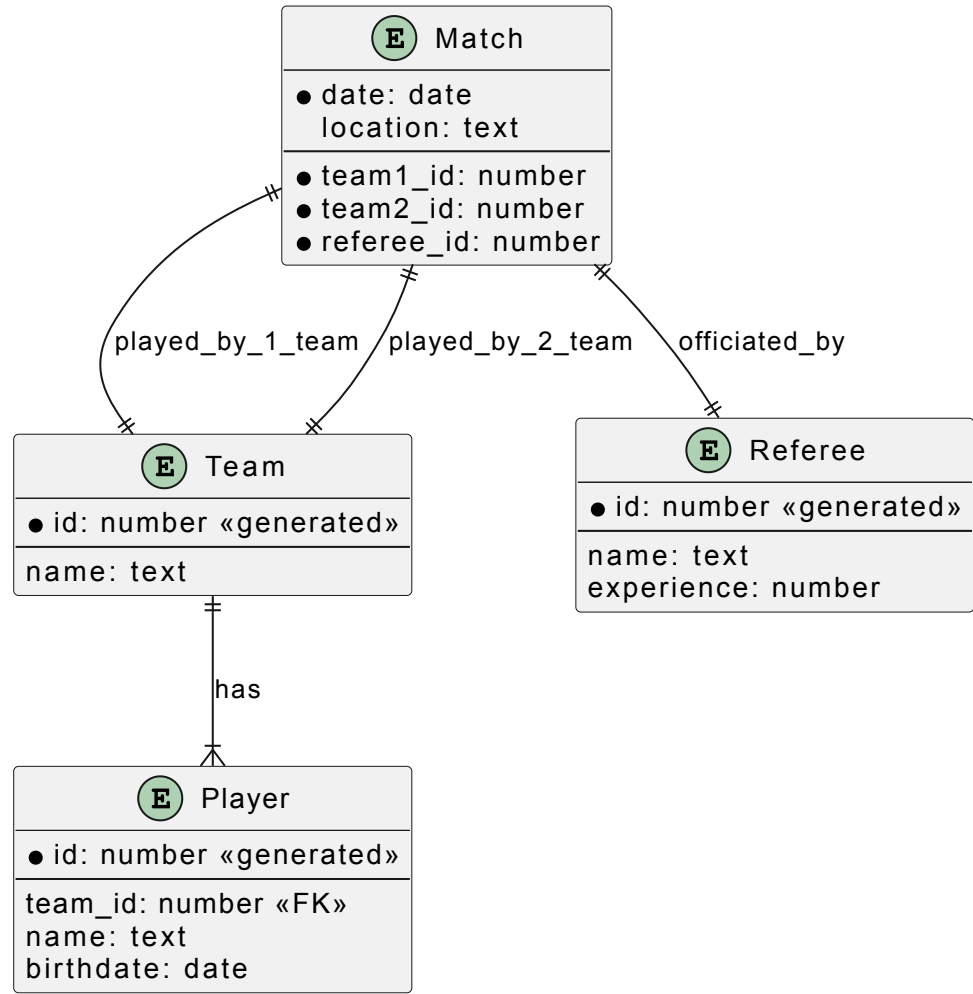 E Match
● date: date
location: text
● team1_id: number
● team2_id: number
● referee_id: number
played_by_1_team
played_by_2_team
officiated_by
E Team
● id: number «generated»
name: text
E Referee
● id: number «generated»
name: text
experience: number
has
E Player
● id: number «generated»
team_id: number «FK»
name: text
birthdate: date